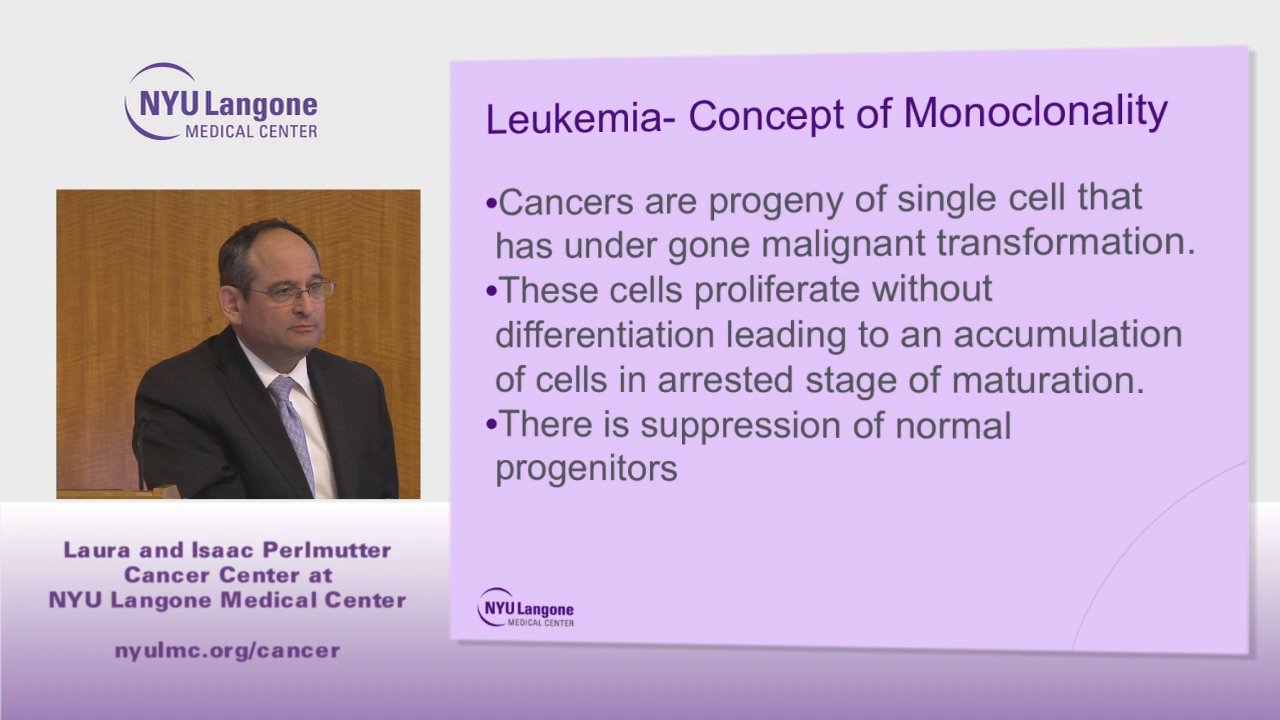 NYU Langone
MEDICAL CENTER
Laura and Isaac Perlmutter
Cancer Center at
NYU Langone Medical Center
nyulmc.org/cancer
Leukemia- Concept of Monoclonality
•Cancers are progeny of single cell that
has under gone malignant transformation.
•These cells proliferate without
differentiation leading to an accumulation
of cells in arrested stage of maturation.
•There is suppression of normal
progenitors
NYU Langone
MEDICAL CENTER